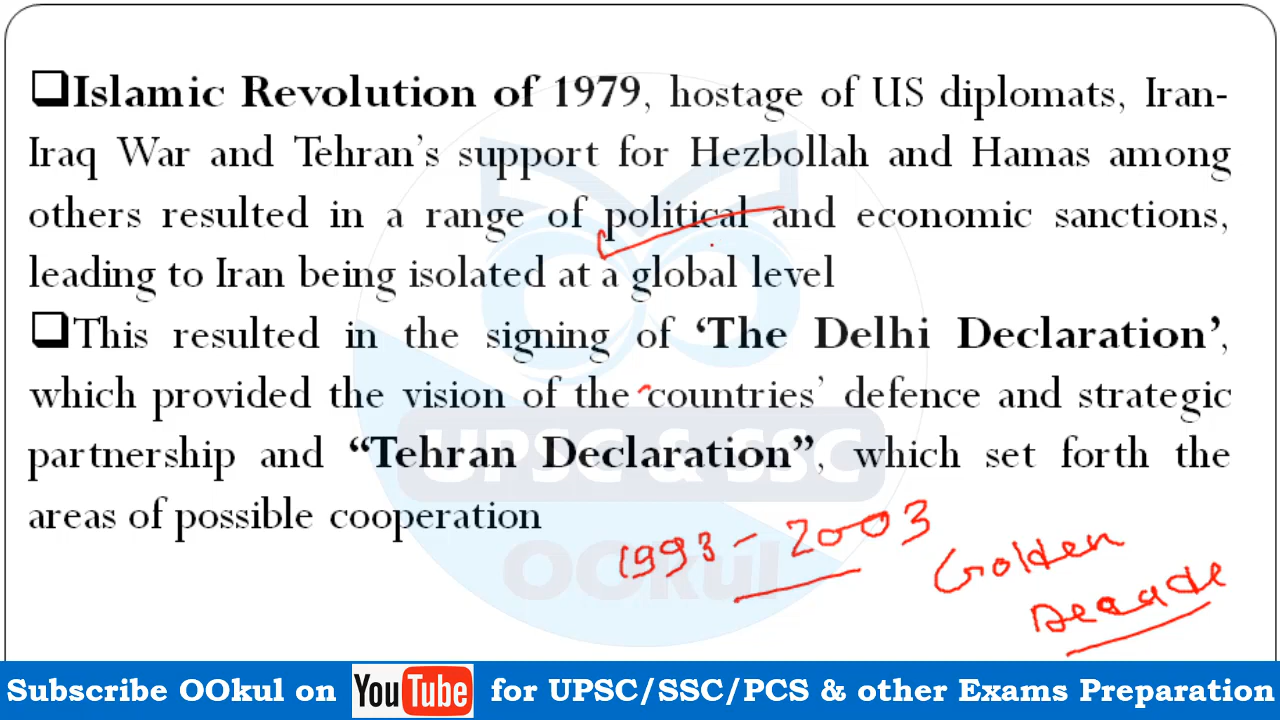 ❑Islamic Revolution of 1979, hostage of US diplomats, Iran-
Iraq War and Tehran's support for Hezbollah and Hamas among
others resulted in a range of political and economic sanctions,
leading to Iran being isolated at a global level
❑This resulted in the signing of ‘The Delhi Declaration’,
which provided the vision of the countries’ defence and strategic
partnership and “Tehran Declaration”, which set forth the
areas of possible cooperation
UPSC & SSC
OOkul
1993 - 2003
Golden
Decade
Subscribe OOkul on YouTube for UPSC/SSC/PCS & other Exams Preparation